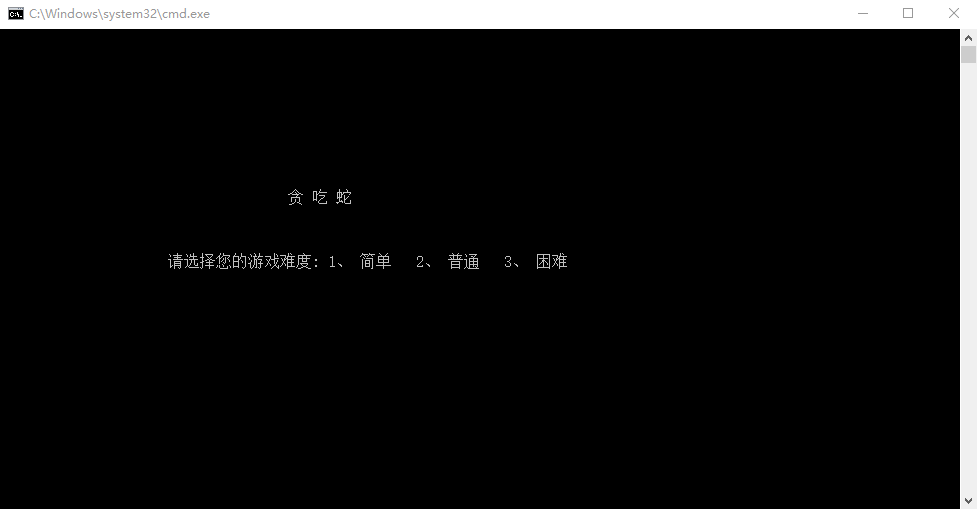 C:\Windows\system32\cmd.exe
贪 吃 蛇
请选择您的游戏难度: 1、 简单   2、 普通   3、 困难